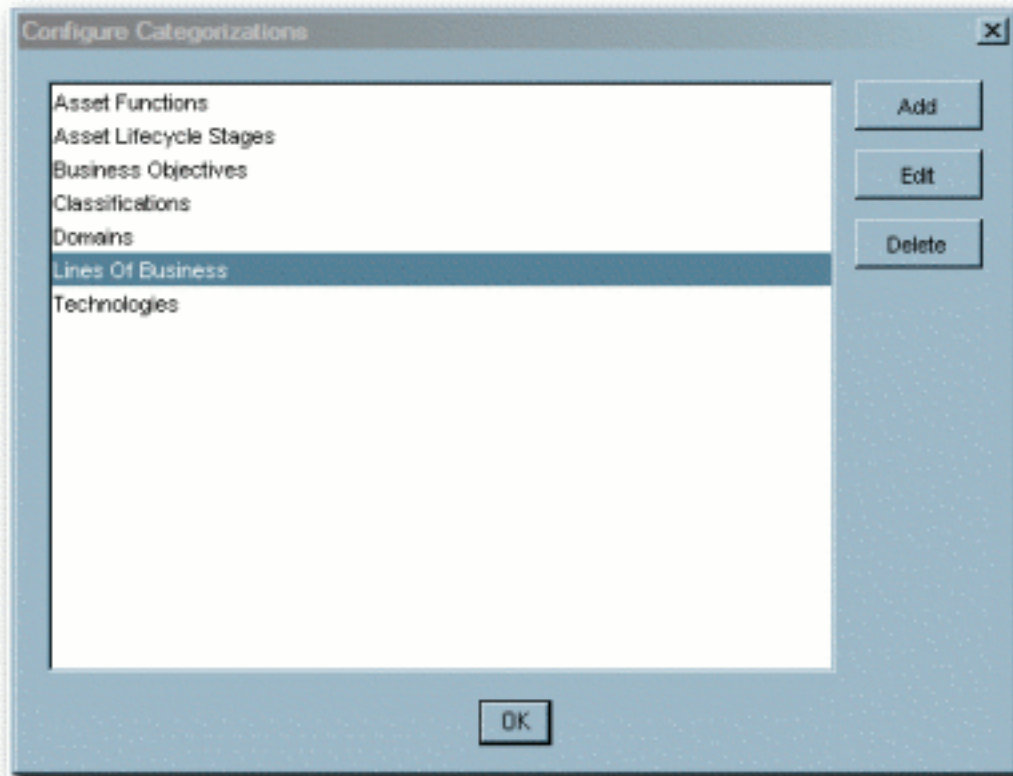 Configure Categorizations
Asset Functions
Asset Lifecycle Stages
Business Objectives
Classifications
Domains
Lines Of Business
Technologies
Add
Edit
Delete
OK